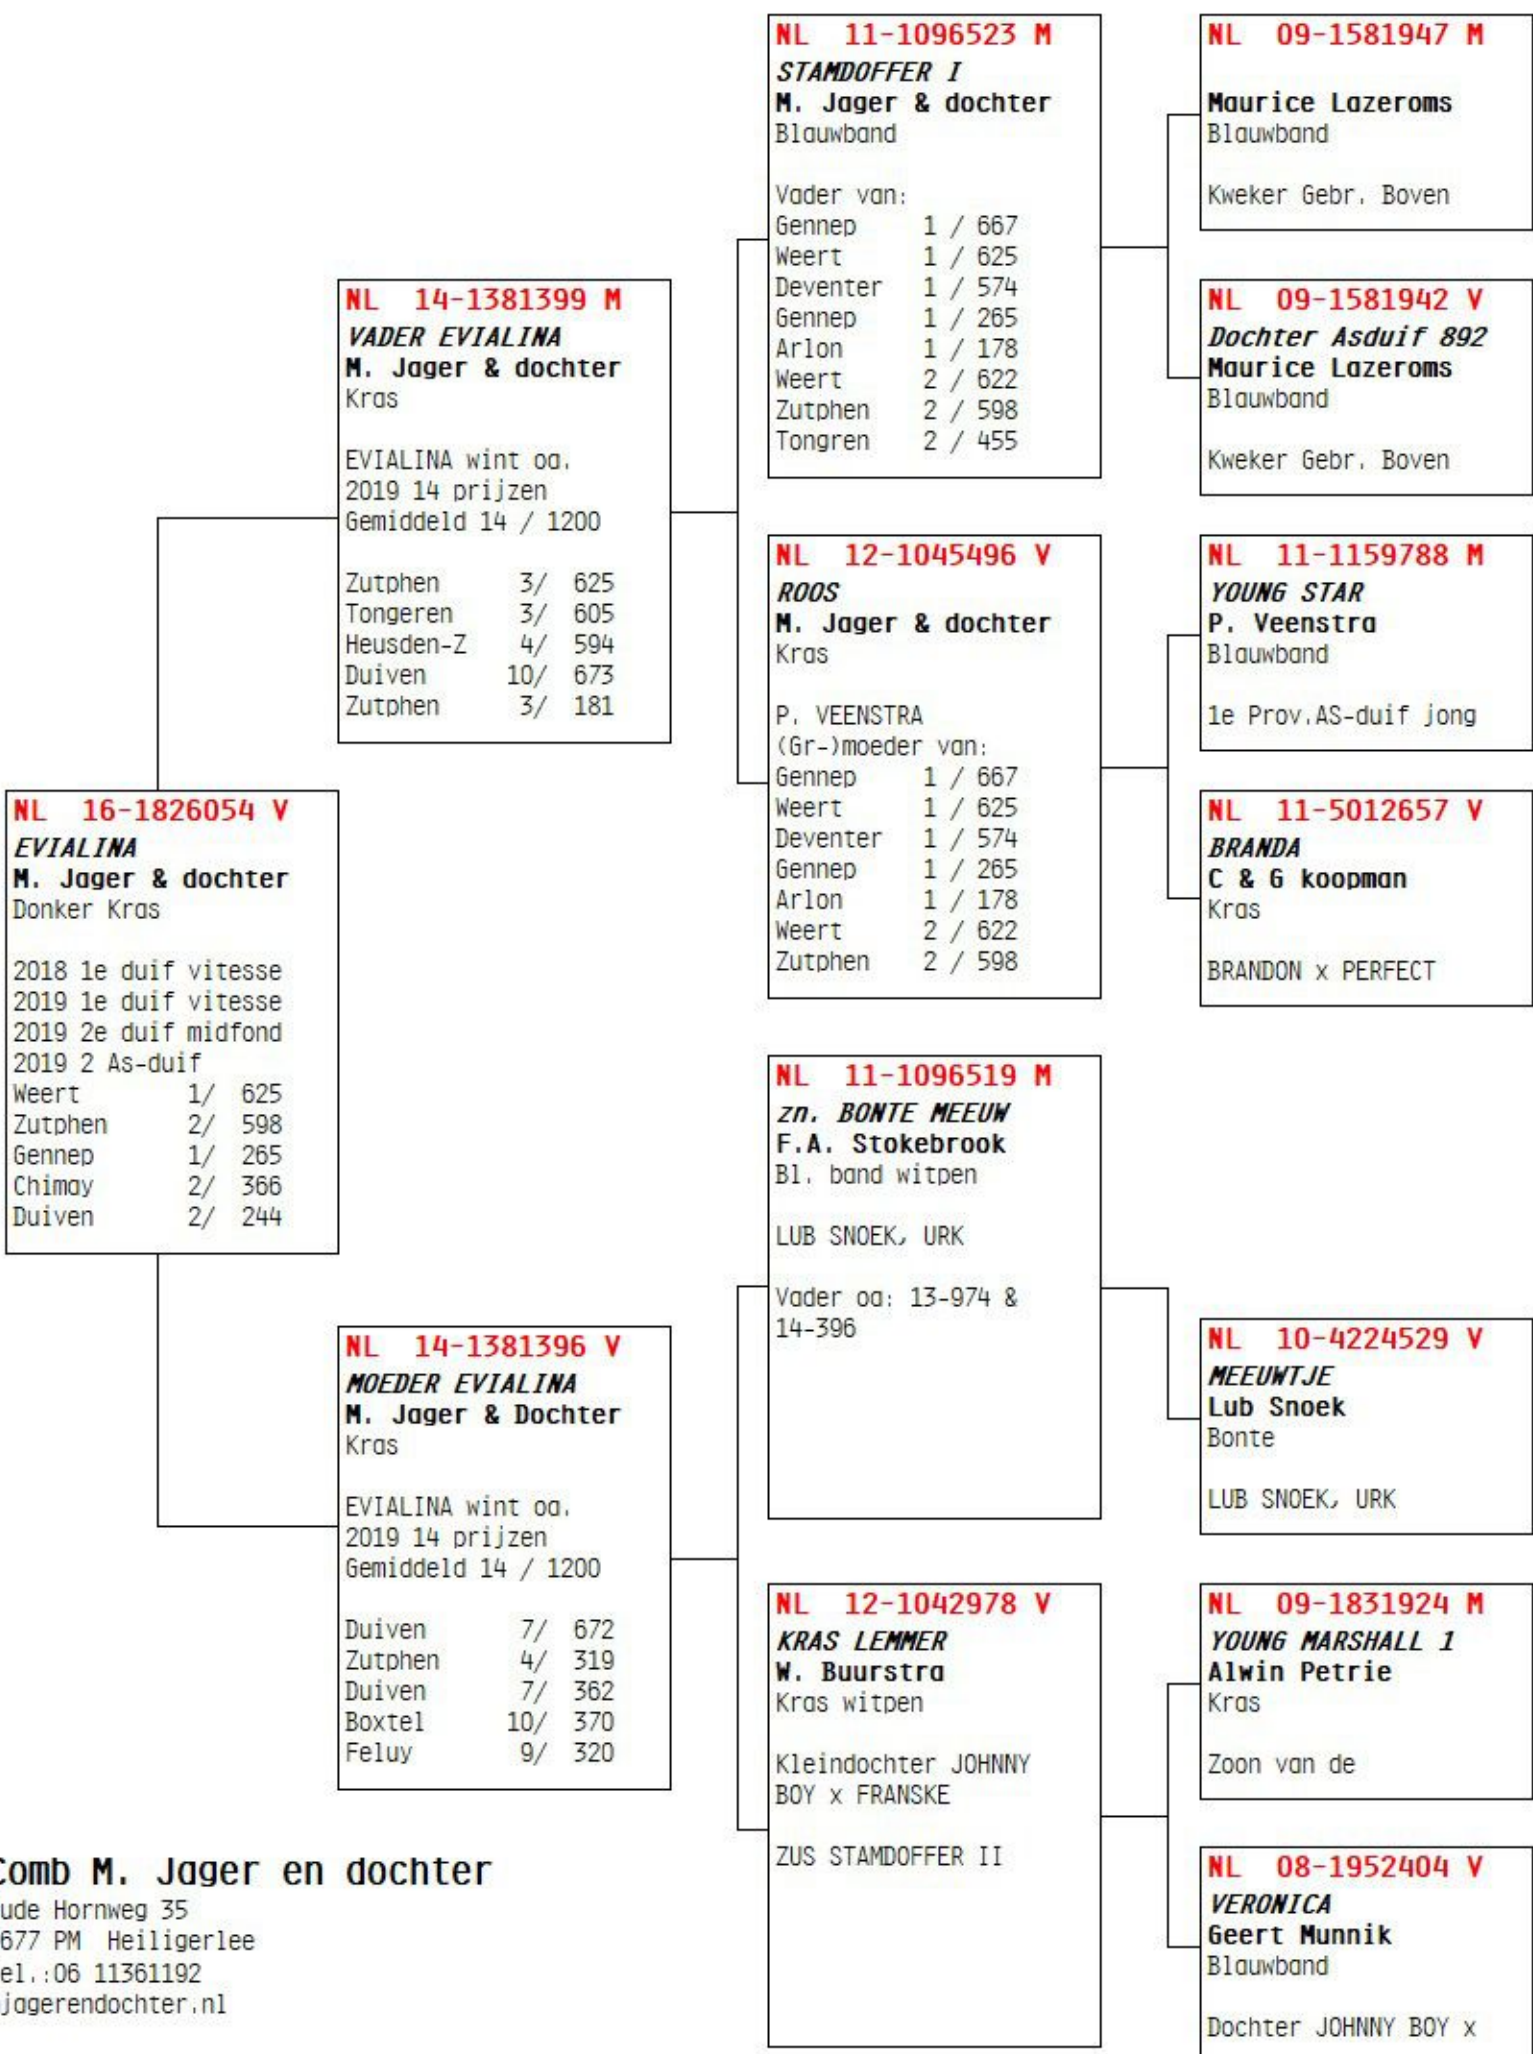 NL 16-1826054 V
EVIALINA
M. Jager & dochter
Donker Kras
2018 1e duif vitesse
2019 1e duif vitesse
2019 2e duif midfond
2019 2 As-duif
Weert 1/ 625
Zutphen 2/ 598
Gennep 1/ 265
Chimay 2/ 366
Duiven 2/ 244
NL 14-1381399 M
VADER EVIALINA
M. Jager & dochter
Kras
EVIALINA wint oa.
2019 14 prijzen
Gemiddeld 14 / 1200
Zutphen 3/ 625
Tongeren 3/ 605
Heusden-Z 4/ 594
Duiven 10/ 673
Zutphen 3/ 181
NL 14-1381396 V
MOEDER EVIALINA
M. Jager & Dochter
Kras
EVIALINA wint oa.
2019 14 prijzen
Gemiddeld 14 / 1200
Duiven 7/ 672
Zutphen 4/ 319
Duiven 7/ 362
Boxtel 10/ 370
Feluy 9/ 320
NL 11-1096523 M
STAMDOFFER I
M. Jager & dochter
Blauwband
Vader van:
Gennep 1 / 667
Weert 1 / 625
Deventer 1 / 574
Gennep 1 / 265
Arlon 1 / 178
Weert 2 / 622
Zutphen 2 / 598
Tongren 2 / 455
NL 12-1045496 V
ROOS
M. Jager & dochter
Kras
P. VEENSTRA
(Gr-)moeder van:
Gennep 1 / 667
Weert 1 / 625
Deventer 1 / 574
Gennep 1 / 265
Arlon 1 / 178
Weert 2 / 622
Zutphen 2 / 598
NL 11-1096519 M
zn. BONTE MEEUW
F.A. Stokebrook
Bl. band witpen
LUB SNOEK, URK
Vader oa: 13-974 &
14-396
NL 12-1042978 V
KRAS LEMMER
W. Buurstra
Kras witpen
Kleindochter JOHNNY
BOY x FRANSKE
ZUS STAMDOFFER II
NL 09-1581947 M
Maurice Lazeroms
Blauwband
Kweker Gebr. Boven
NL 09-1581942 V
Dochter Asduif 892
Maurice Lazeroms
Blauwband
Kweker Gebr. Boven
NL 11-1159788 M
YOUNG STAR
P. Veenstra
Blauwband
1e Prov.AS-duif jong
NL 11-5012657 V
BRANDA
C & G koopman
Kras
BRANDON x PERFECT
NL 10-4224529 V
MEEUWTJE
Lub Snoek
Bonte
LUB SNOEK, URK
NL 09-1831924 M
YOUNG MARSHALL 1
Alwin Petrie
Kras
Zoon van de
NL 08-1952404 V
VERONICA
Geert Munnik
Blauwband
Dochter JOHNNY BOY x
Comb M. Jager en dochter
ude Hornweg 35
677 PM Heiligerlee
el.:06 11361192
jagerendochter.nl